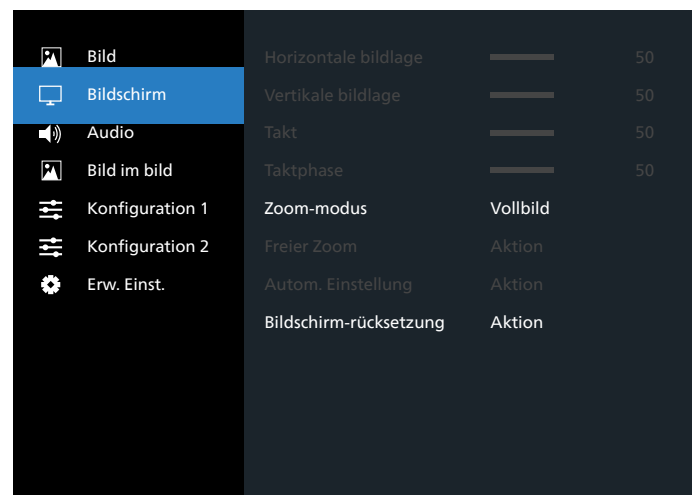 Bild
Bildschirm
Audio
Bild im bild
Konfiguration 1
Konfiguration 2
Erw. Einst.
Horizontale bildlage 50
Vertikale bildlage 50
Takt 50
Taktphase 50
Zoom-modus Vollbild
Freier Zoom Aktion
Autom. Einstellung Aktion
Bildschirm-rücksetzung Aktion